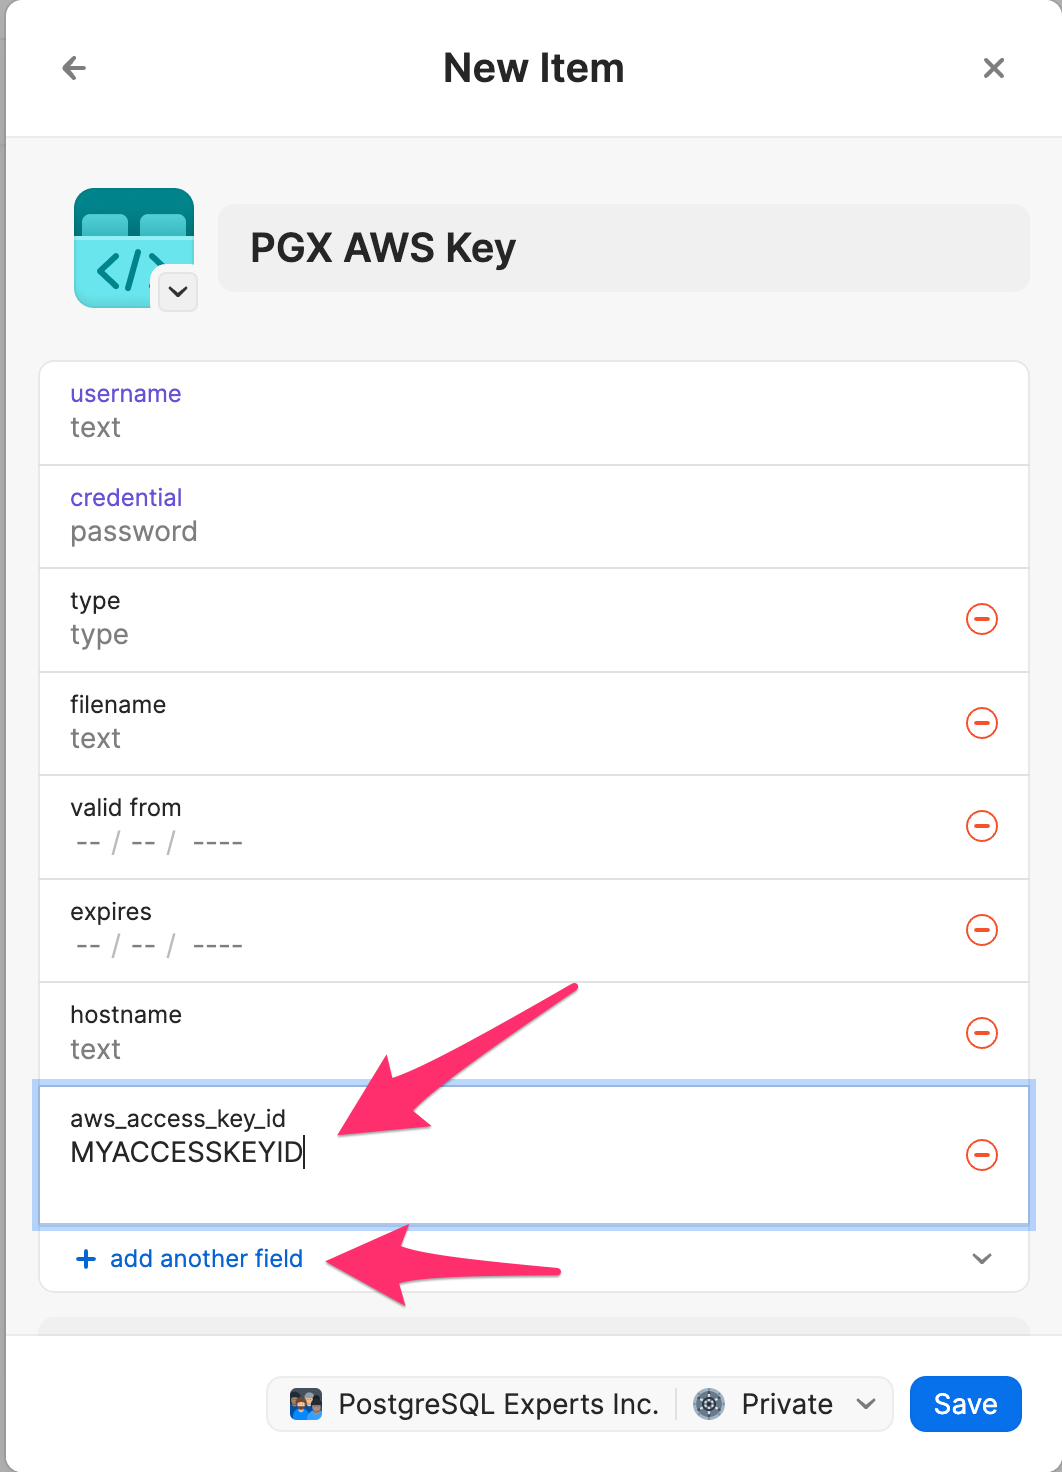 New Item
PGX AWS Key
username
text
credential
password
type
type
filename
text
valid from
-- / -- / ----
expires
-- / -- / ----
hostname
text
aws_access_key_id
MYACCESSKEYID
+ add another field
PostgreSQL Experts Inc. Private Save